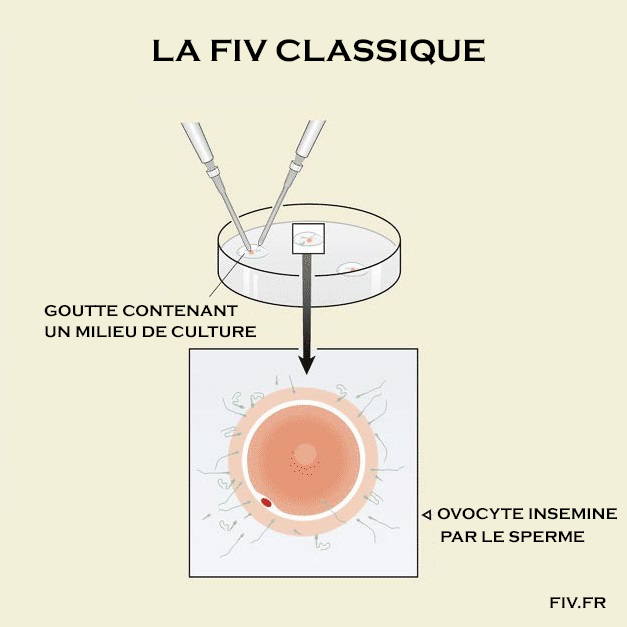 LA FIV CLASSIQUE
GOUTTE CONTENANT
UN MILIEU DE CULTURE
OVOCYTE INSEMINE
PAR LE SPERME
FIV.FR